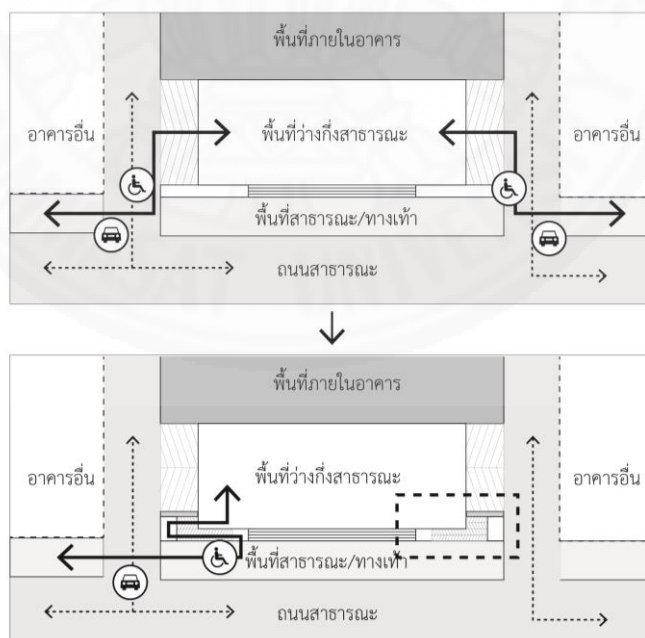 พื้นที่ภายในอาคาร
อาคารอื่น
พื้นที่ว่างกึ่งสาธารณะ
อาคารอื่น
พื้นที่สาธารณะ/ทางเท้า
ถนนสาธารณะ
พื้นที่ภายในอาคาร
อาคารอื่น
พื้นที่ว่างกึ่งสาธารณะ
อาคารอื่น
พื้นที่สาธารณะ/ทางเท้า
ถนนสาธารณะ